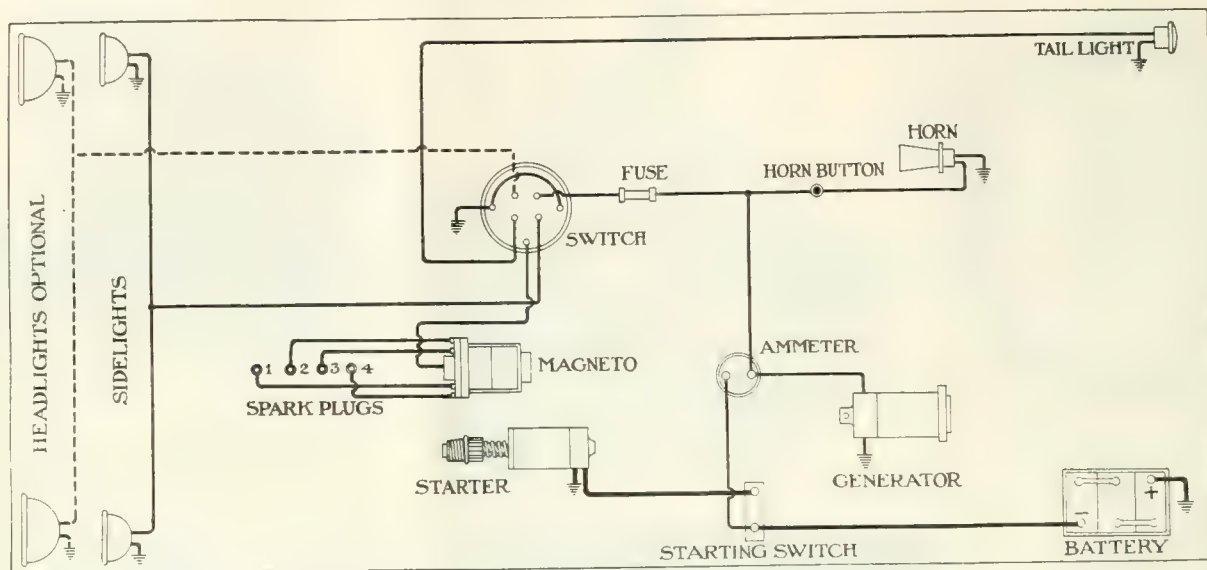 TAIL LIGHT
HORN
FUSE
HORN BUTTON
SWITCH
HEADLIGHTS OPTIONAL
SIDELIGHTS
AMMETER
MAGNETO
1 2 3 4
SPARK PLUGS
STARTER
GENERATOR
- +
STARTING SWITCH
BATTERY